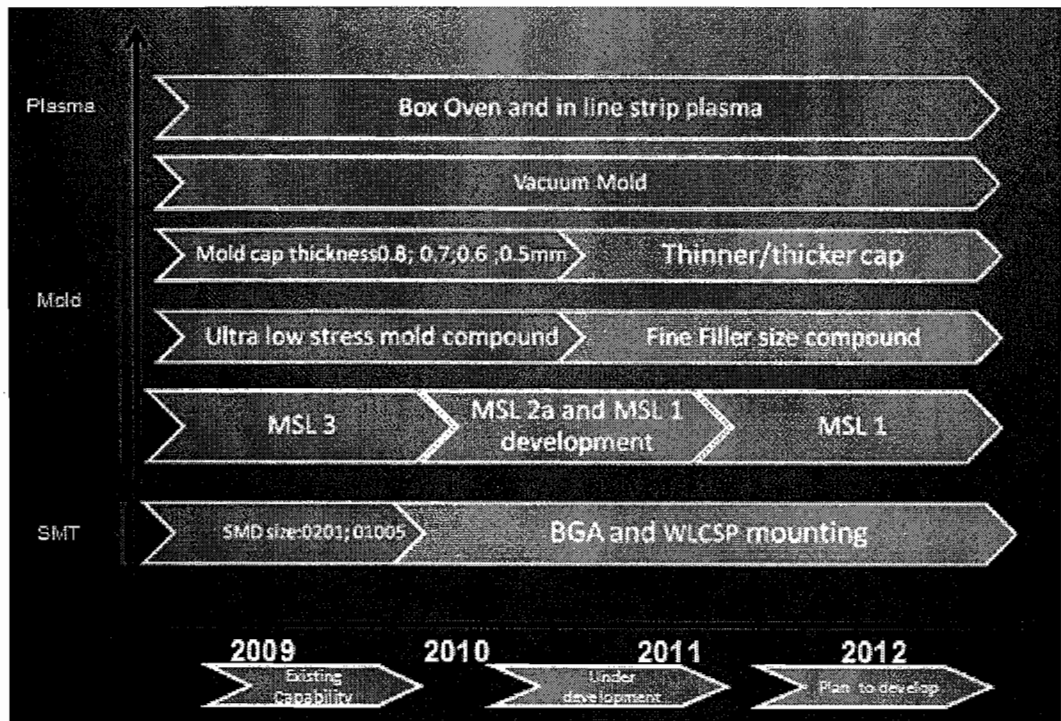 Plasma
Box Oven and in line strip plasma
Vacuum Mold
Mold cap thickness0.8; 0.7;0.6 ;0.5mm
Thinner/thicker cap
Mold
Ultra low stress mold compound
Fine Filler size compound
MSL 3
MSL 2a and MSL 1
development
MSL 1
SMT
SMD size:0201; 01005
BGA and WLCSP mounting
2009
2010
2011
2012
Existing
Capability
Under
development
Plan to develop